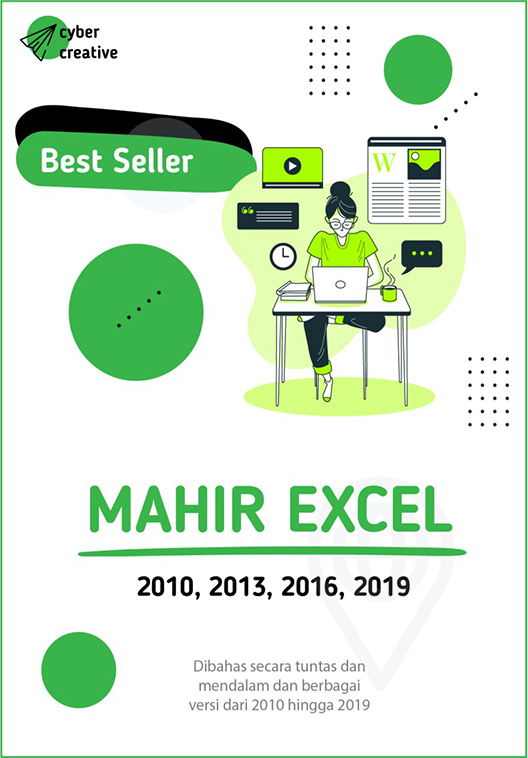 cyber
creative
Best Seller
W
MAHIR EXCEL
2010, 2013, 2016, 2019
Dibahas secara tuntas dan
mendalam dan berbagai
versi dari 2010 hingga 2019